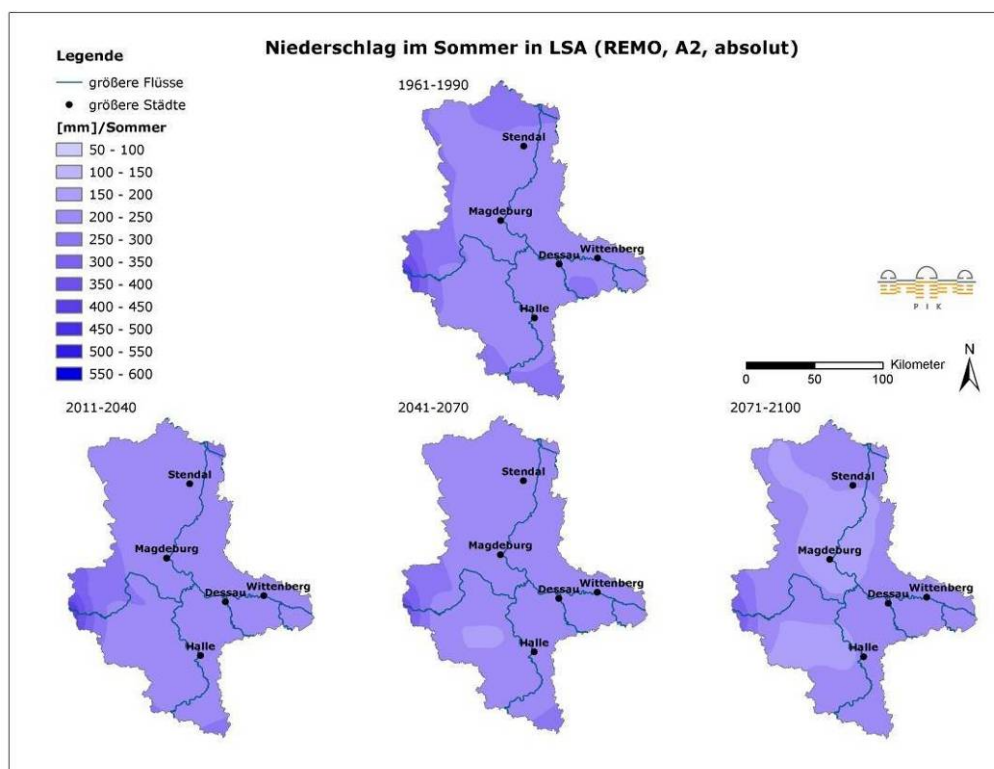 Niederschlag im Sommer in LSA (REMO, A2, absolut)
Legende
größere Flüsse
größere Städte
[mm]/Sommer
50 - 100
100 - 150
150 - 200
200 - 250
250 - 300
300 - 350
350 - 400
400 - 450
450 - 500
500 - 550
550 - 600
1961-1990
Stendal
Magdeburg
Dessau
Wittenberg
Halle
P I K
N
Kilometer
0 50 100
2011-2040
Stendal
Magdeburg
Dessau
Wittenberg
Halle
2041-2070
Stendal
Magdeburg
Dessau
Wittenberg
Halle
2071-2100
Stendal
Magdeburg
Dessau
Wittenberg
Halle